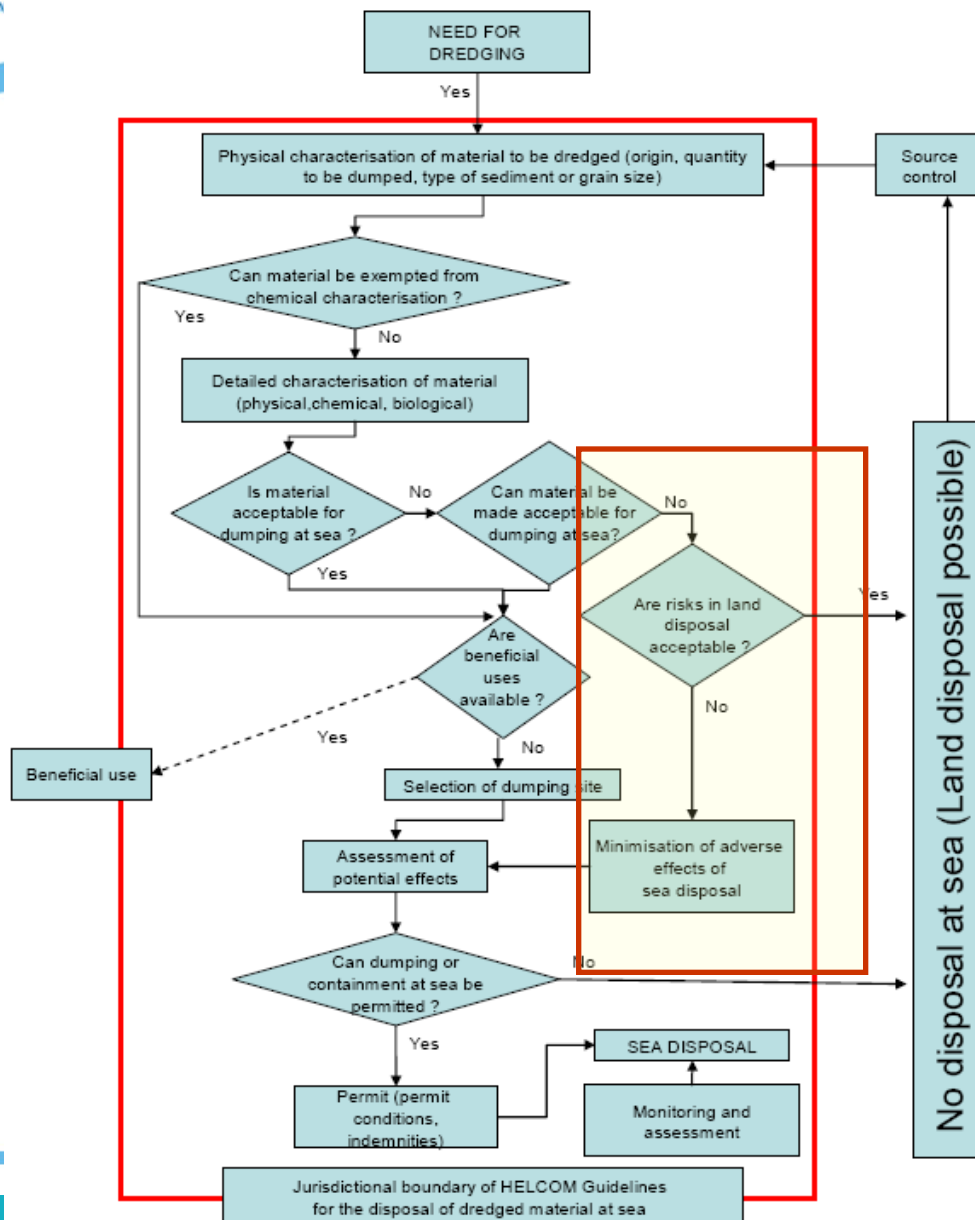 NEED FOR
DREDGING
Yes
Physical characterisation of material to be dredged (origin, quantity
to be dumped, type of sediment or grain size)
Source
control
Can material be exempted from
chemical characterisation ?
Yes
No
Detailed characterisation of material
(physical,chemical, biological)
Is material
acceptable for
dumping at sea ?
No
Yes
Can material be
made acceptable for
dumping at sea?
No
Are risks in land
disposal
acceptable ?
Yes
No
Are
beneficial
uses
available ?
Yes
No
Beneficial use
Selection of dumping site
Minimisation of adverse
effects of
sea disposal
Assessment of
potential effects
Can dumping or
containment at sea be
permitted ?
No
Yes
SEA DISPOSAL
Permit (permit
conditions,
indemnities)
Monitoring and
assessment
No disposal at sea (Land disposal possible)
Jurisdictional boundary of HELCOM Guidelines
for the disposal of dredged material at sea